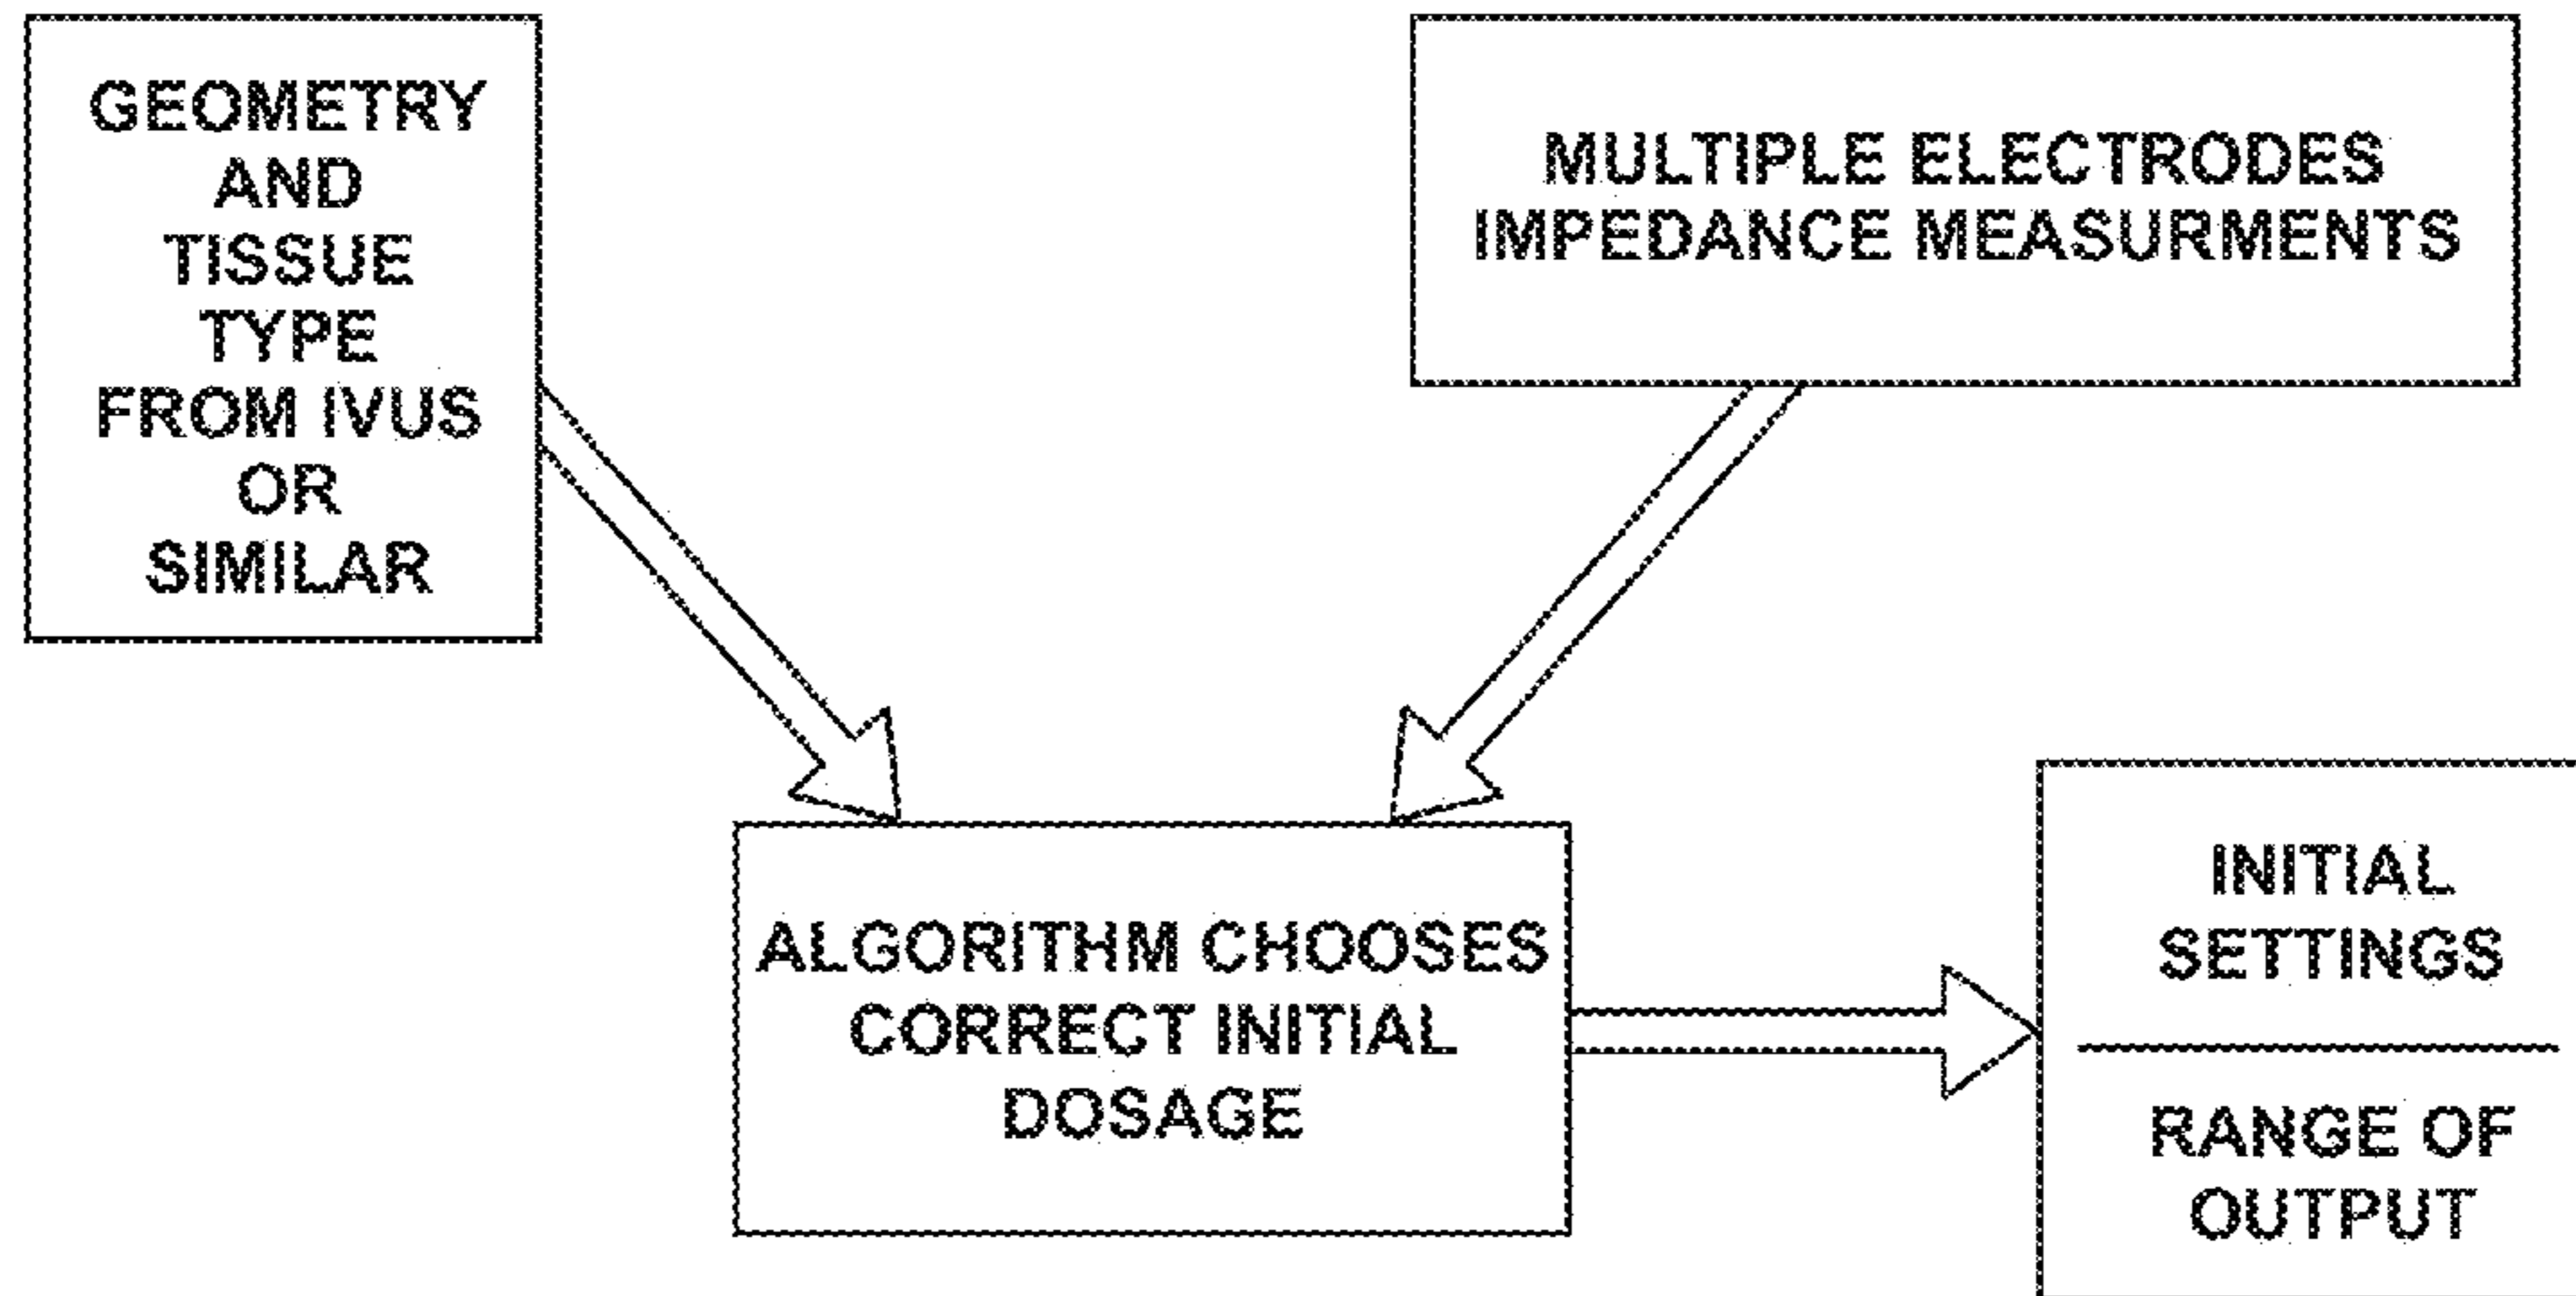 GEOMETRY
AND
TISSUE
TYPE
FROM IVUS
OR
SIMILAR
MULTIPLE ELECTRODES
IMPEDANCE MEASURMENTS
ALGORITHM CHOOSES
CORRECT INITIAL
DOSAGE
INITIAL
SETTINGS
RANGE OF
OUTPUT